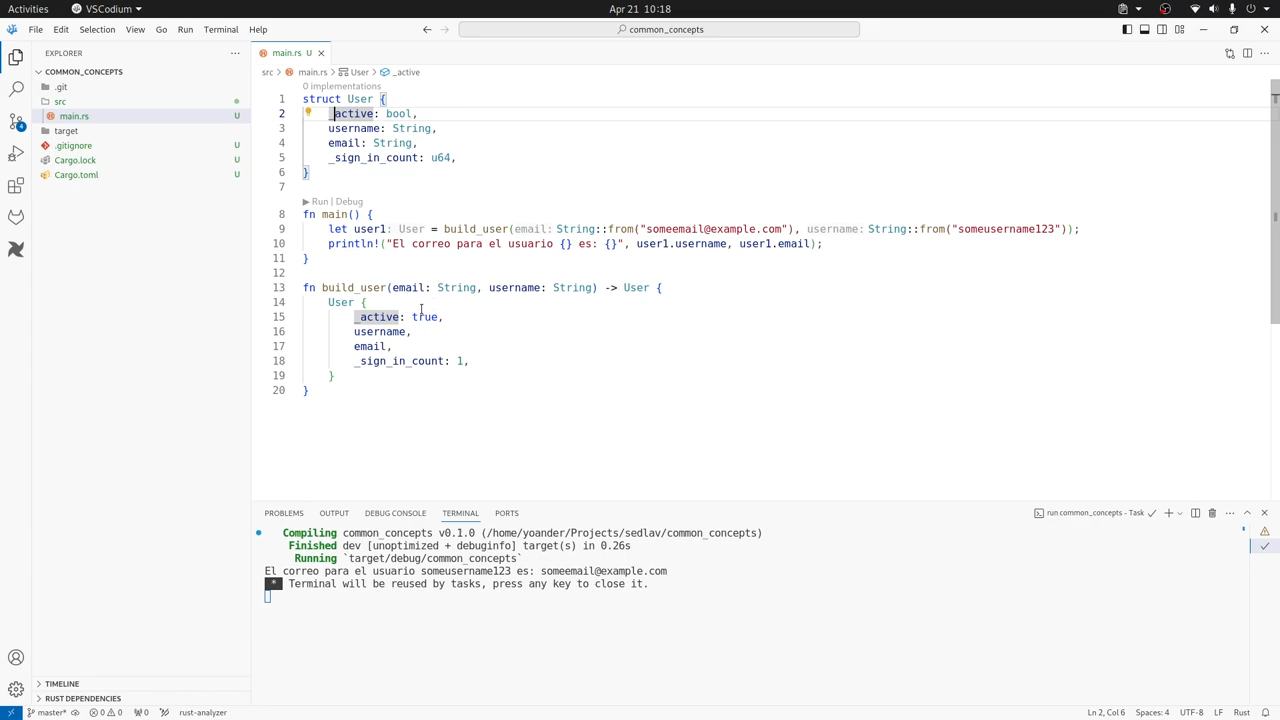 Activities
VSCodium
Apr 21 10:18
File Edit Selection View Go Run Terminal Help
common_concepts
EXPLORER
COMMON_CONCEPTS
.git
src
main.rs U
target
.gitignore U
Cargo.lock U
Cargo.toml U
TIMELINE
RUST DEPENDENCIES
4
main.rs U
src > main.rs > User > _active
0 implementations
1 struct User {
2 _active: bool,
3 username: String,
4 email: String,
5 _sign_in_count: u64,
6 }
7
▶ Run | Debug
8 fn main() {
9 let user1: User = build_user(email: String::from("someemail@example.com"), username: String::from("someusername123"));
10 println!("El correo para el usuario {} es: {}", user1.username, user1.email);
11 }
12
13 fn build_user(email: String, username: String) -> User {
14 User {
15 _active: true,
16 username,
17 email,
18 _sign_in_count: 1,
19 }
20 }
PROBLEMS OUTPUT DEBUG CONSOLE TERMINAL PORTS
run common_concepts - Task
Compiling common_concepts v0.1.0 (/home/yoander/Projects/sedlav/common_concepts)
Finished dev [unoptimized + debuginfo] target(s) in 0.26s
Running `target/debug/common_concepts`
El correo para el usuario someusername123 es: someemail@example.com
* Terminal will be reused by tasks, press any key to close it.
master* 0 0 0 rust-analyzer
Ln 2, Col 6 Spaces: 4 UTF-8 LF Rust